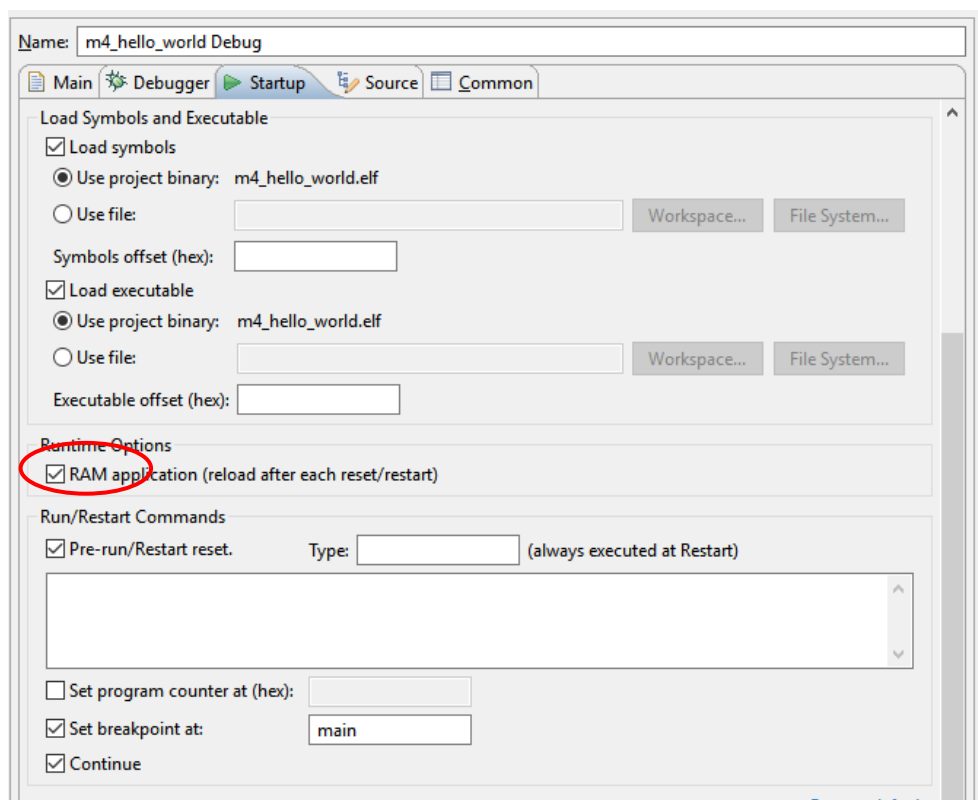 Name: m4_hello_world Debug
Main Debugger Startup Source Common
Load Symbols and Executable
Load symbols
Use project binary: m4_hello_world.elf
Use file: Workspace... File System...
Symbols offset (hex):
Load executable
Use project binary: m4_hello_world.elf
Use file: Workspace... File System...
Executable offset (hex):
Runtime Options
RAM application (reload after each reset/restart)
Run/Restart Commands
Pre-run/Restart reset. Type: (always executed at Restart)
Set program counter at (hex):
Set breakpoint at: main
Continue